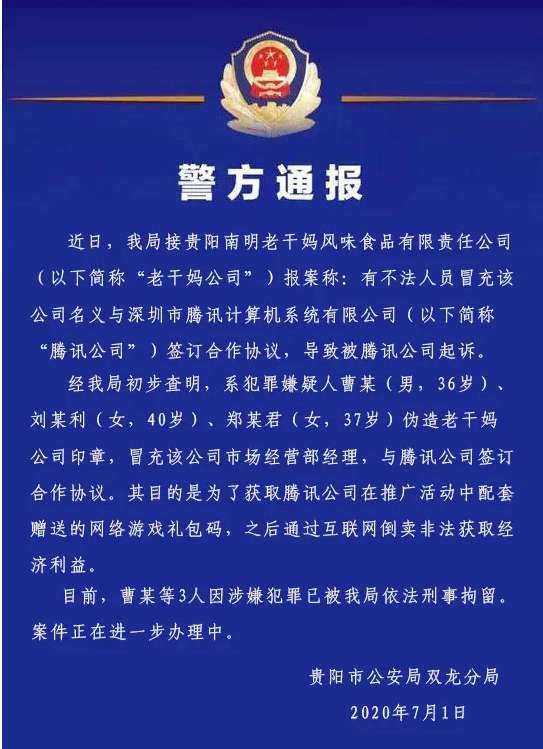 警方通报
近日，我局接贵阳南明老干妈风味食品有限责任公司
（以下简称“老干妈公司”）报案称：有不法人员冒充该
公司名义与深圳市腾讯计算机系统有限公司（以下简称
“腾讯公司”）签订合作协议，导致被腾讯公司起诉。
经我局初步查明，系犯罪嫌疑人曹某（男，36岁）、
刘某利（女，40岁）、郑某君（女，37岁）伪造老干妈
公司印章，冒充该公司市场经营部经理，与腾讯公司签订
合作协议。其目的是为了获取腾讯公司在推广活动中配套
赠送的网络游戏礼包码，之后通过互联网倒卖非法获取经
济利益。
目前，曹某等3人因涉嫌犯罪已被我局依法刑事拘留。
案件正在进一步办理中。
贵阳市公安局双龙分局
2020年7月1日